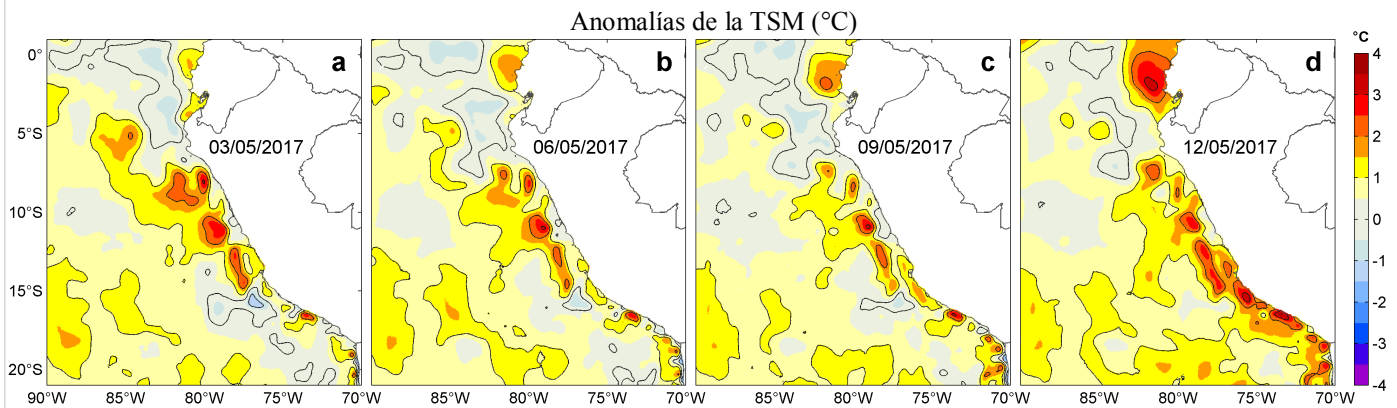 Anomalías de la TSM (°C)
a
b
c
d
03/05/2017
06/05/2017
09/05/2017
12/05/2017
0°
5°S
10°S
15°S
20°S
90°W 85°W 80°W 75°W 70°W
85°W 80°W 75°W 70°W
85°W 80°W 75°W 70°W
85°W 80°W 75°W 70°W
°C
4
3
2
1
0
-1
-2
-3
-4